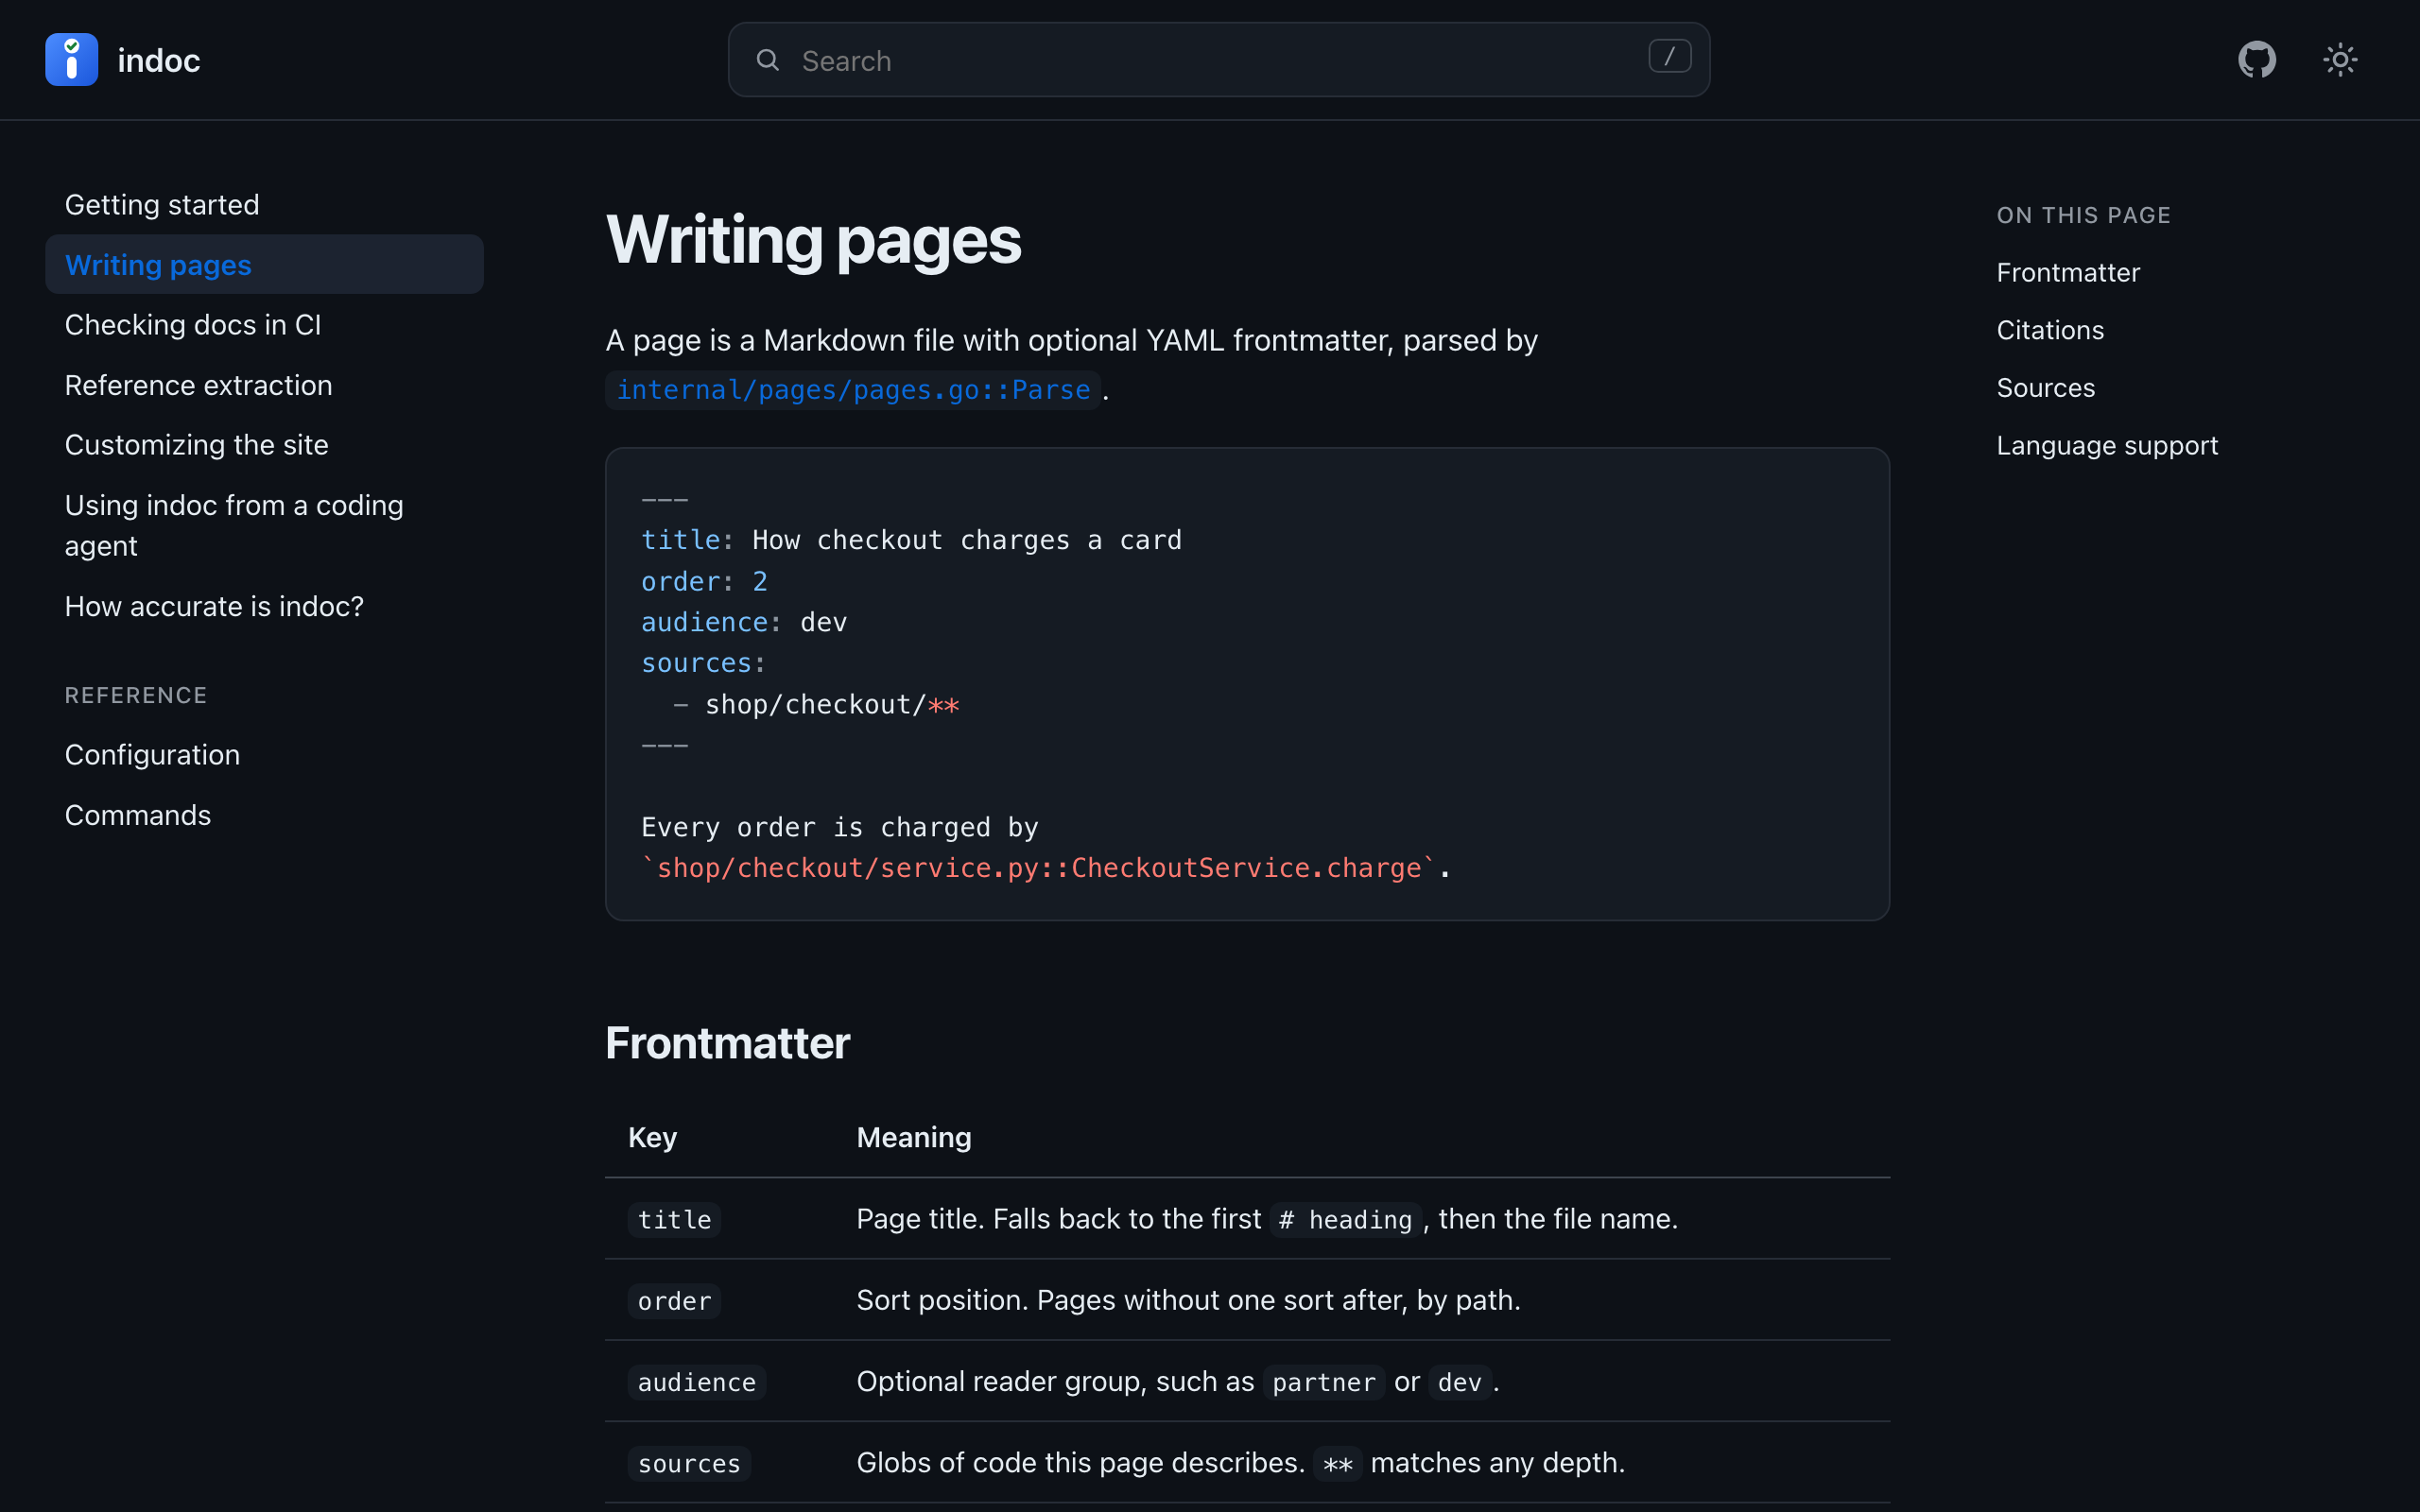 indoc
Search
/
Getting started
Writing pages
Checking docs in CI
Reference extraction
Customizing the site
Using indoc from a coding
agent
How accurate is indoc?
REFERENCE
Configuration
Commands
Writing pages
A page is a Markdown file with optional YAML frontmatter, parsed by
internal/pages/pages.go::Parse.
---
title: How checkout charges a card
order: 2
audience: dev
sources:
  - shop/checkout/**
---
Every order is charged by
`shop/checkout/service.py::CheckoutService.charge`.
Frontmatter
Key Meaning
title Page title. Falls back to the first # heading, then the file name.
order Sort position. Pages without one sort after, by path.
audience Optional reader group, such as partner or dev.
sources Globs of code this page describes. ** matches any depth.
ON THIS PAGE
Frontmatter
Citations
Sources
Language support